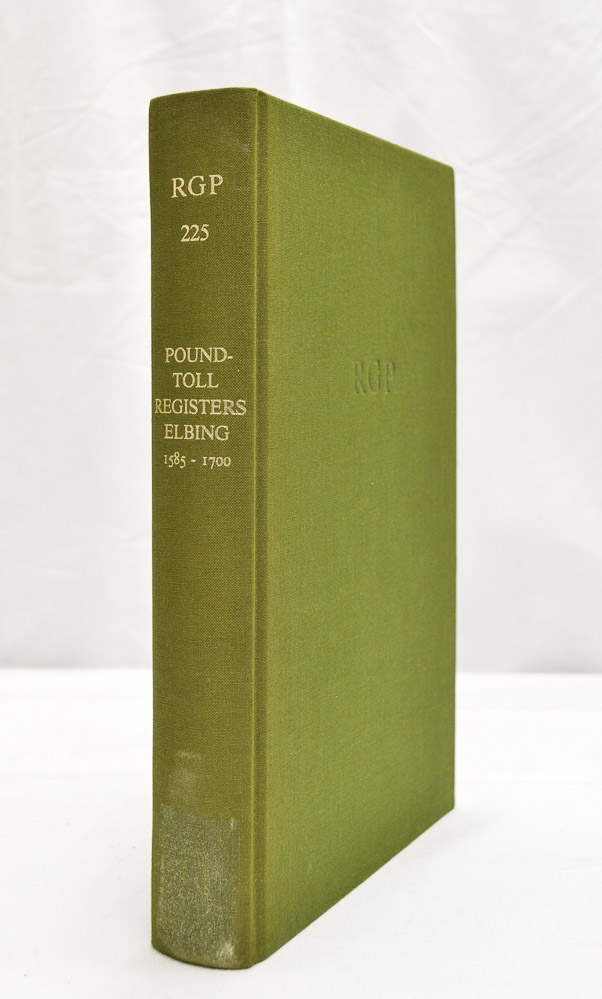 RGP
225
POUND-
TOLL
REGISTERS
ELBING
1585 - 1700
RGP